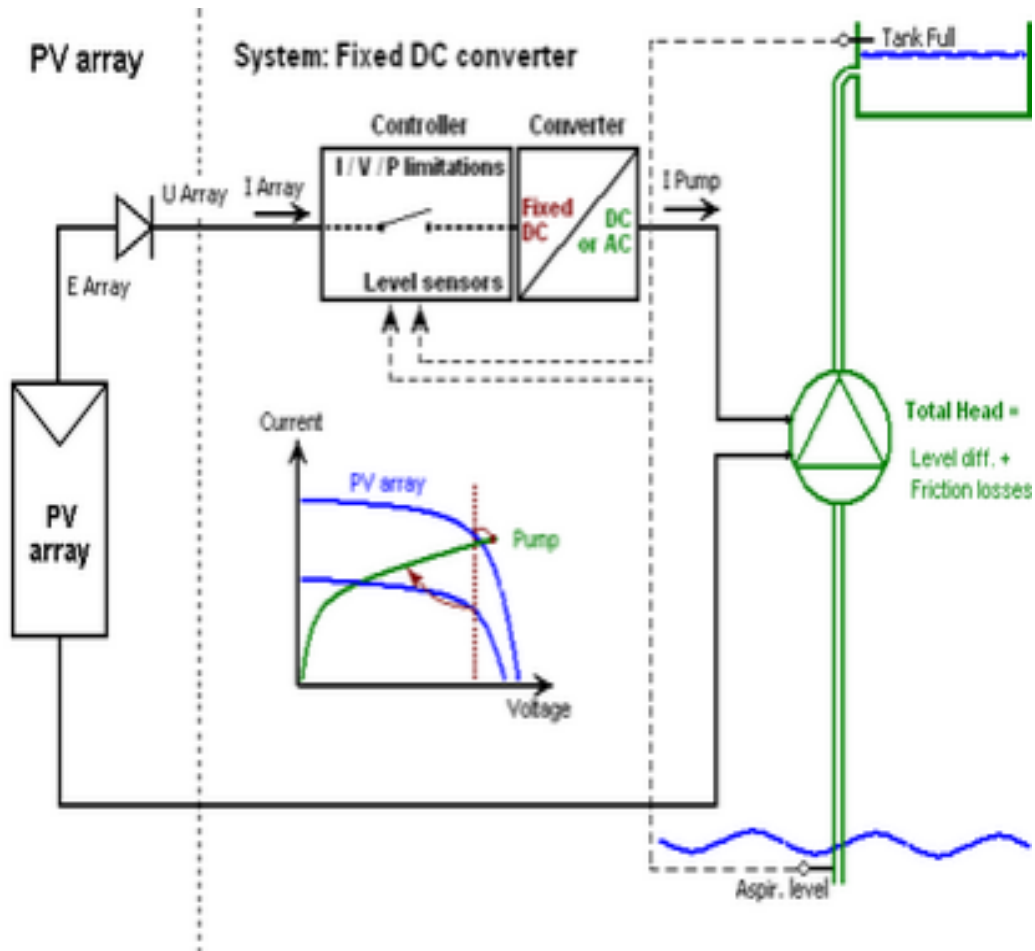 PV array
System: Fixed DC converter
Tank Full
Controller
Converter
I / V / P limitations
U Array
I Array
I Pump
Fixed
DC
DC
or AC
E Array
Level sensors
Current
PV array
Total Head =
Level diff. +
Friction losses
PV
array
Pump
Voltage
Aspir. level